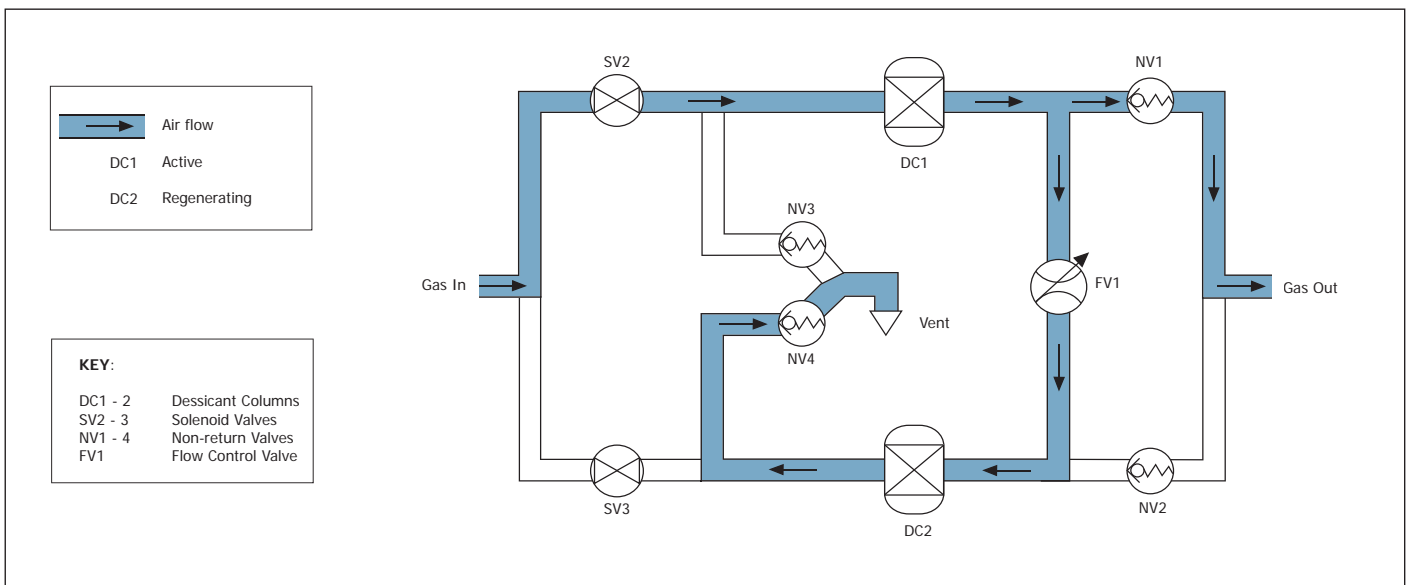 Air flow
DC1 Active
DC2 Regenerating
KEY:
DC1 - 2 Dessicant Columns
SV2 - 3 Solenoid Valves
NV1 - 4 Non-return Valves
FV1 Flow Control Valve
SV2
NV1
DC1
NV3
Gas In
FV1
Gas Out
Vent
NV4
SV3
NV2
DC2